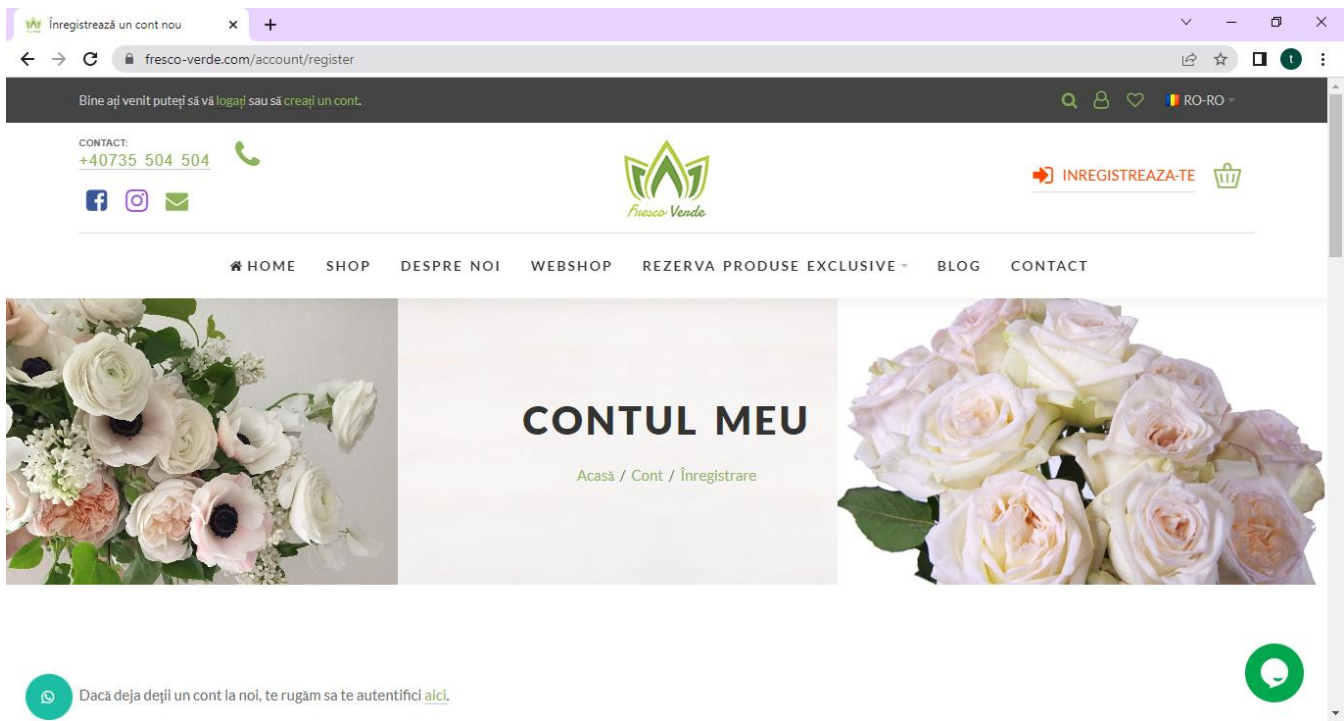 Înregistrează un cont nou
fresco-verde.com/account/register
t
Bine ați venit puteți să vă logați sau să creați un cont.
RO-RO
CONTACT:
+40735 504 504
Fresco Verde
INREGISTREAZA-TE
HOME SHOP DESPRE NOI WEBSHOP REZERVA PRODUSE EXCLUSIVE BLOG CONTACT
CONTUL MEU
Acasă / Cont / Înregistrare
Dacă deja deții un cont la noi, te rugăm sa te autentifici aici.